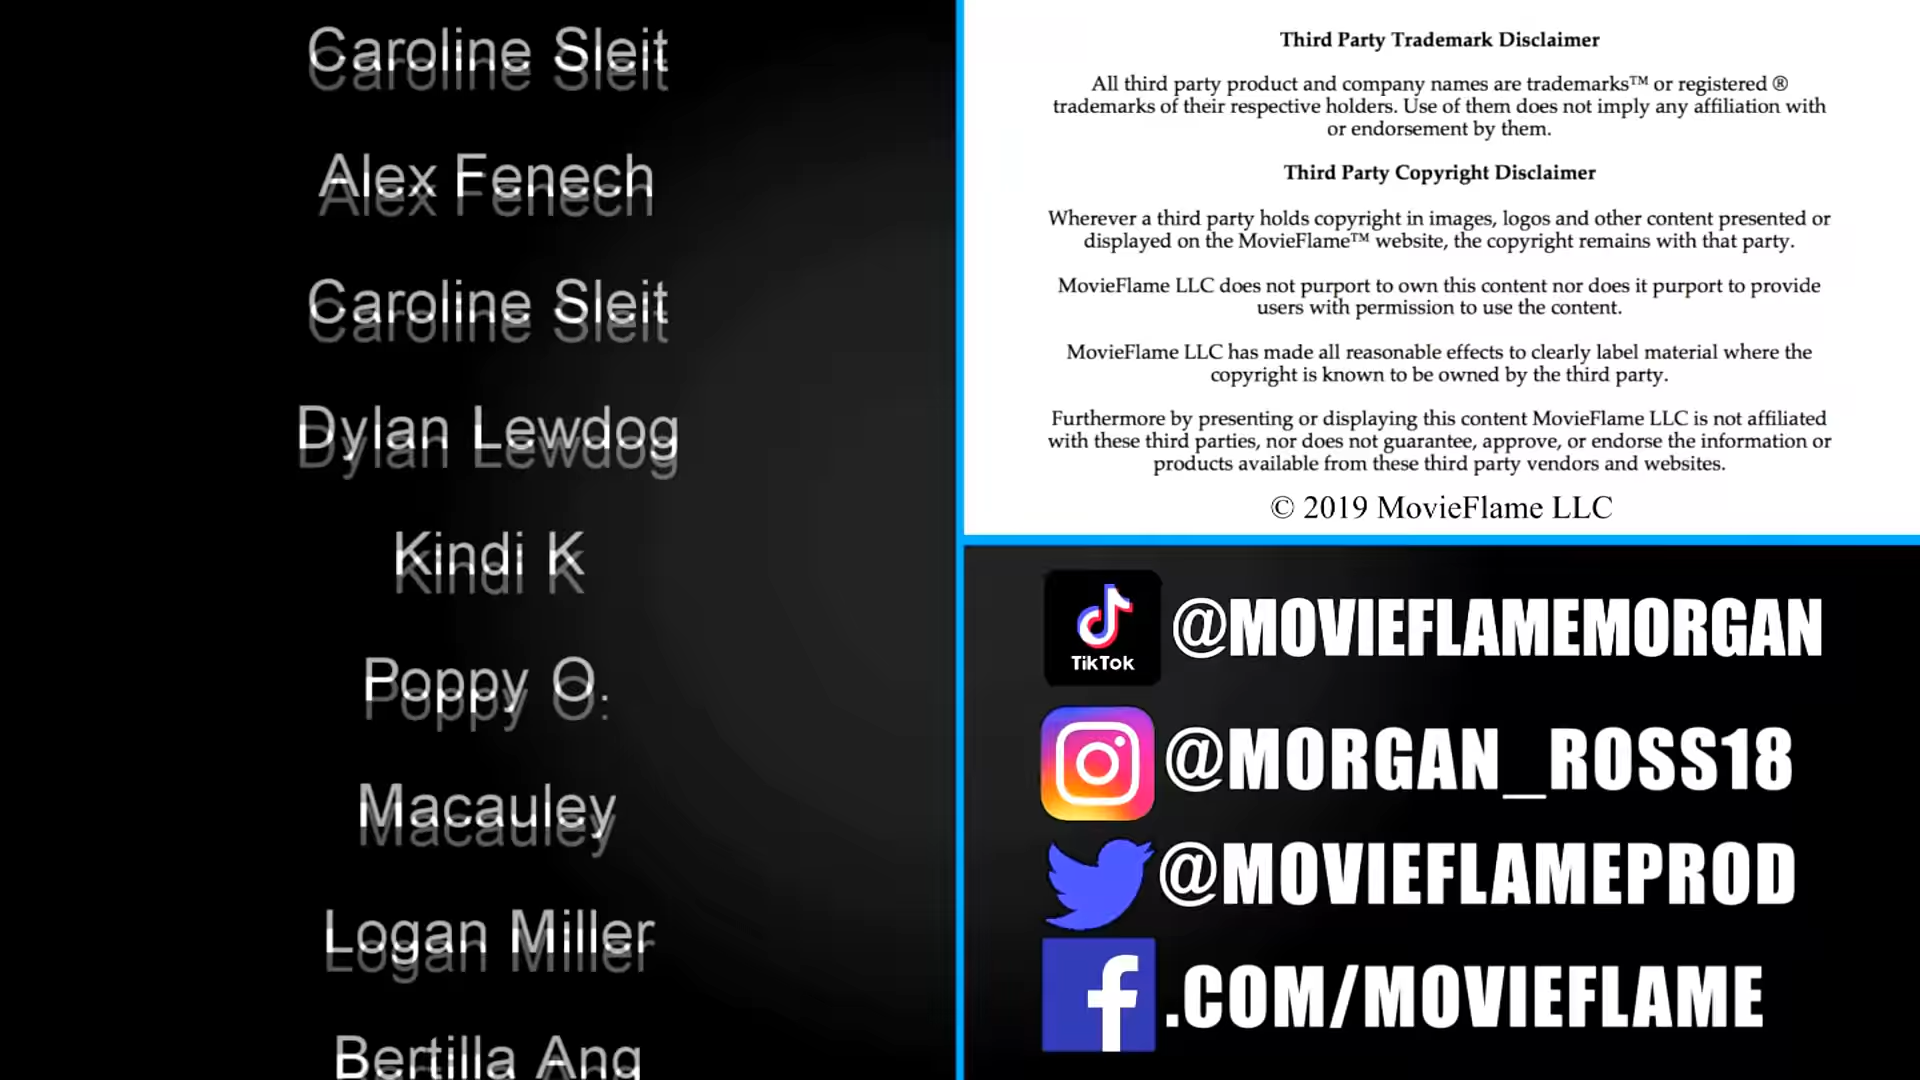 Caroline Sleit
Alex Fenech
Caroline Sleit
Dylan Lewdog
Kindi K
Poppy O.
Macauley
Logan Miller
Bertilla Ang
Third Party Trademark Disclaimer
All third party product and company names are trademarks™ or registered ®
trademarks of their respective holders. Use of them does not imply any affiliation with
or endorsement by them.
Third Party Copyright Disclaimer
Wherever a third party holds copyright in images, logos and other content presented or
displayed on the MovieFlame™ website, the copyright remains with that party.
MovieFlame LLC does not purport to own this content nor does it purport to provide
users with permission to use the content.
MovieFlame LLC has made all reasonable effects to clearly label material where the
copyright is known to be owned by the third party.
Furthermore by presenting or displaying this content MovieFlame LLC is not affiliated
with these third parties, nor does not guarantee, approve, or endorse the information or
products available from these third party vendors and websites.
© 2019 MovieFlame LLC
TikTok
@MOVIEFLAMEMORGAN
@MORGAN_ROSS18
@MOVIEFLAMEPROD
f
.COM/MOVIEFLAME